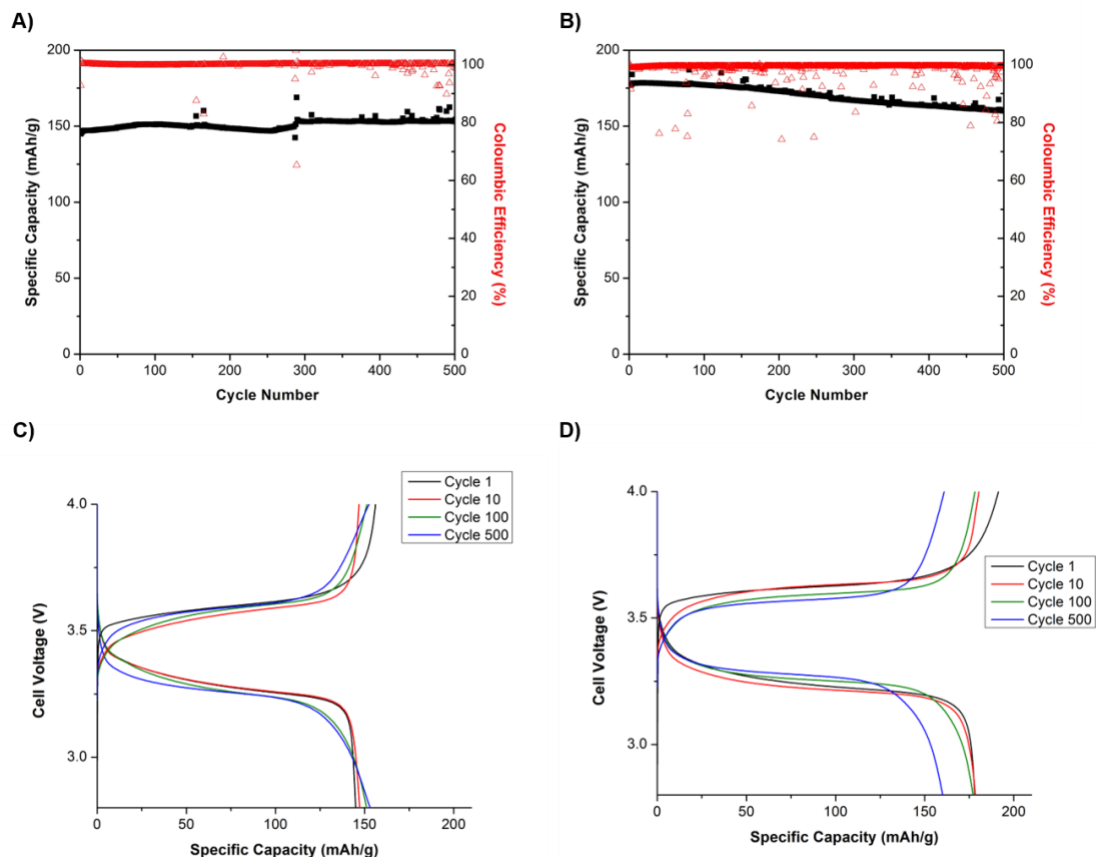 A)
200
150
100
50
0
Specific Capacity (mAh/g)
0
100
200
300
400
500
Cycle Number
100
80
60
40
20
0
Coloumbic Efficiency (%)
B)
200
150
100
50
0
Specific Capacity (mAh/g)
0
100
200
300
400
500
Cycle Number
100
80
60
40
20
0
Coloumbic Efficiency (%)
C)
Cycle 1
Cycle 10
Cycle 100
Cycle 500
4.0
3.5
3.0
Cell Voltage (V)
0
50
100
150
200
Specific Capacity (mAh/g)
D)
Cycle 1
Cycle 10
Cycle 100
Cycle 500
4.0
3.5
3.0
Cell Voltage (V)
0
50
100
150
200
Specific Capacity (mAh/g)